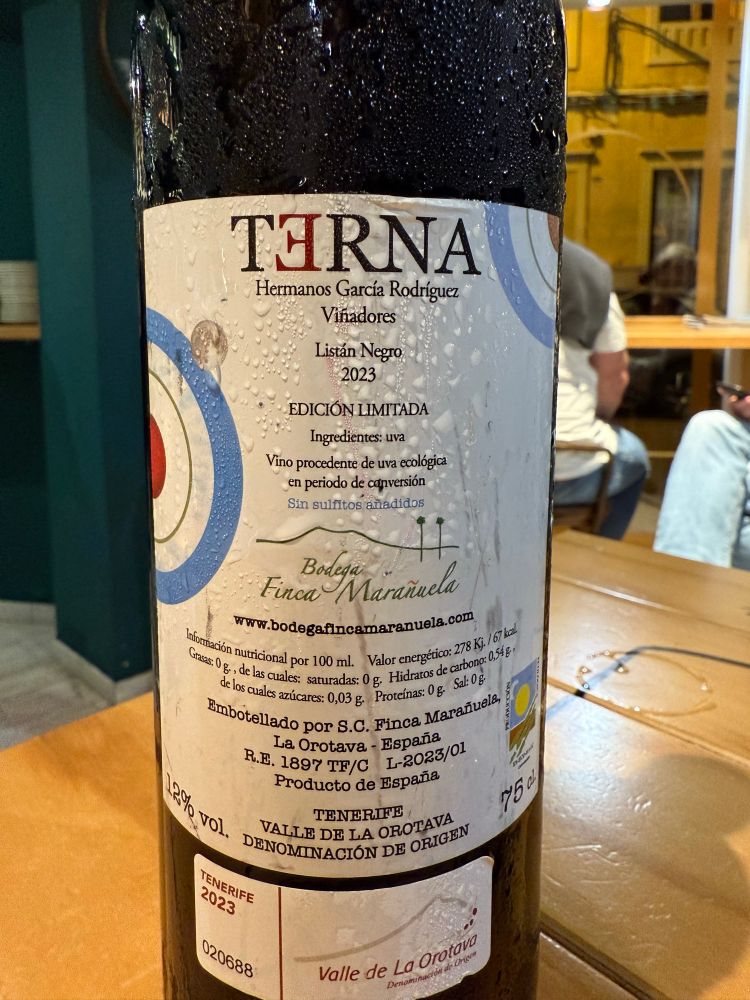 TƎRNA
Hermanos García Rodríguez
Viñadores
Listán Negro
2023
EDICIÓN LIMITADA
Ingredientes: uva
Vino procedente de uva ecológica
en periodo de conversión
Sin sulfitos añadidos
Bodega
Finca Marañuela
www.bodegafincamaranuela.com
Información nutricional por 100 ml. Valor energético: 278 Kj. / 67 kcal.
Grasas: 0 g. , de las cuales: saturadas: 0 g. Hidratos de carbono: 0,54 g. ,
de los cuales azúcares: 0,03 g. Proteínas: 0 g. Sal: 0 g.
Embotellado por S.C. Finca Marañuela,
La Orotava - España
R.E. 1897 TF/C L-2023/01
Producto de España
PRODUCCIÓN
12% vol.
75 cl.
TENERIFE
VALLE DE LA OROTAVA
DENOMINACIÓN DE ORIGEN
TENERIFE
2023
020688
Valle de La Orotava
Denominación de Origen